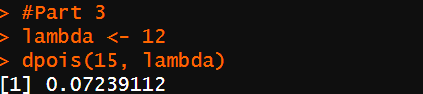 > #Part 3
> lambda <- 12
> dpois(15, lambda)
[1] 0.07239112